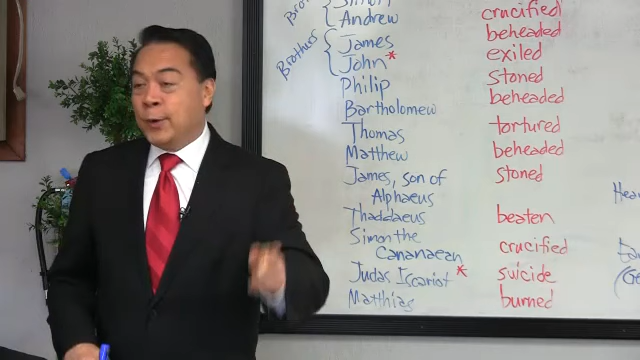 Simon
Andrew crucified
Brothers James beheaded
John* exiled
Philip stoned
Bartholomew beheaded
Thomas tortured
Matthew beheaded
James, son of stoned
Alphaeus
Thaddaeus beaten
Simon the
Cananaean crucified
Judas Iscariot* suicide
Matthias burned